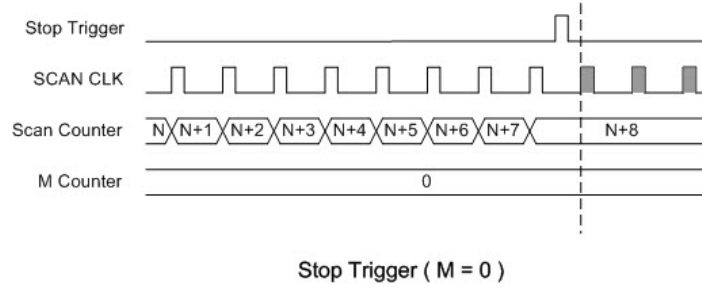 Stop Trigger
SCAN CLK
Scan Counter N N+1 N+2 N+3 N+4 N+5 N+6 N+7 N+8
M Counter 0
Stop Trigger ( M = 0 )